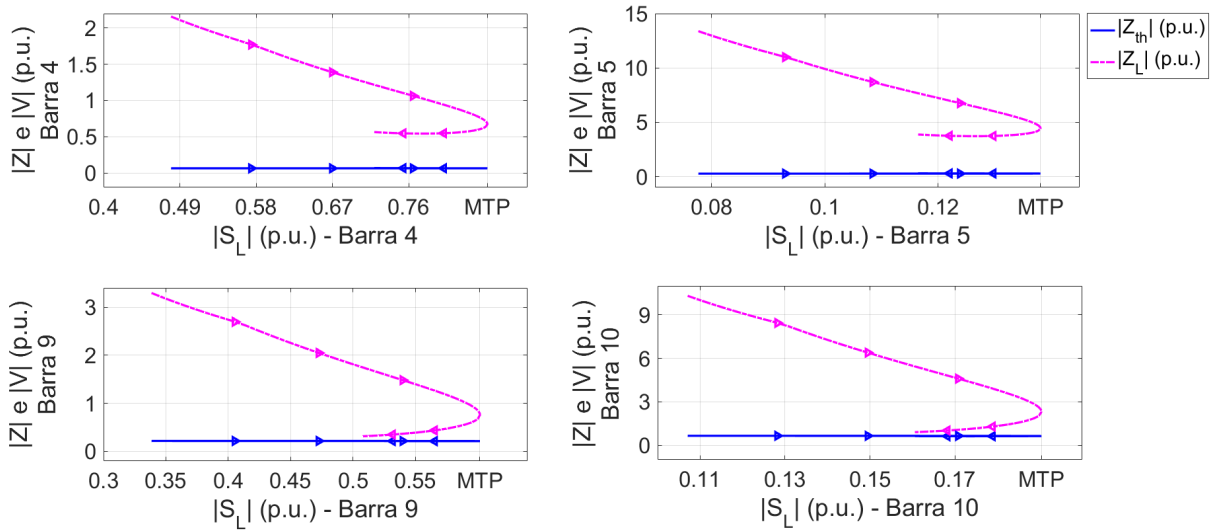 |Z| e |V| (p.u.)
Barra 4
2
1.5
1
0.5
0
0.4 0.49 0.58 0.67 0.76 MTP
|S_L| (p.u.) - Barra 4
|Z| e |V| (p.u.)
Barra 5
15
10
5
0
0.08 0.1 0.12 MTP
|S_L| (p.u.) - Barra 5
|Z_th| (p.u.)
|Z_L| (p.u.)
|Z| e |V| (p.u.)
Barra 9
3
2
1
0
0.3 0.35 0.4 0.45 0.5 0.55 MTP
|S_L| (p.u.) - Barra 9
|Z| e |V| (p.u.)
Barra 10
9
6
3
0
0.11 0.13 0.15 0.17 MTP
|S_L| (p.u.) - Barra 10